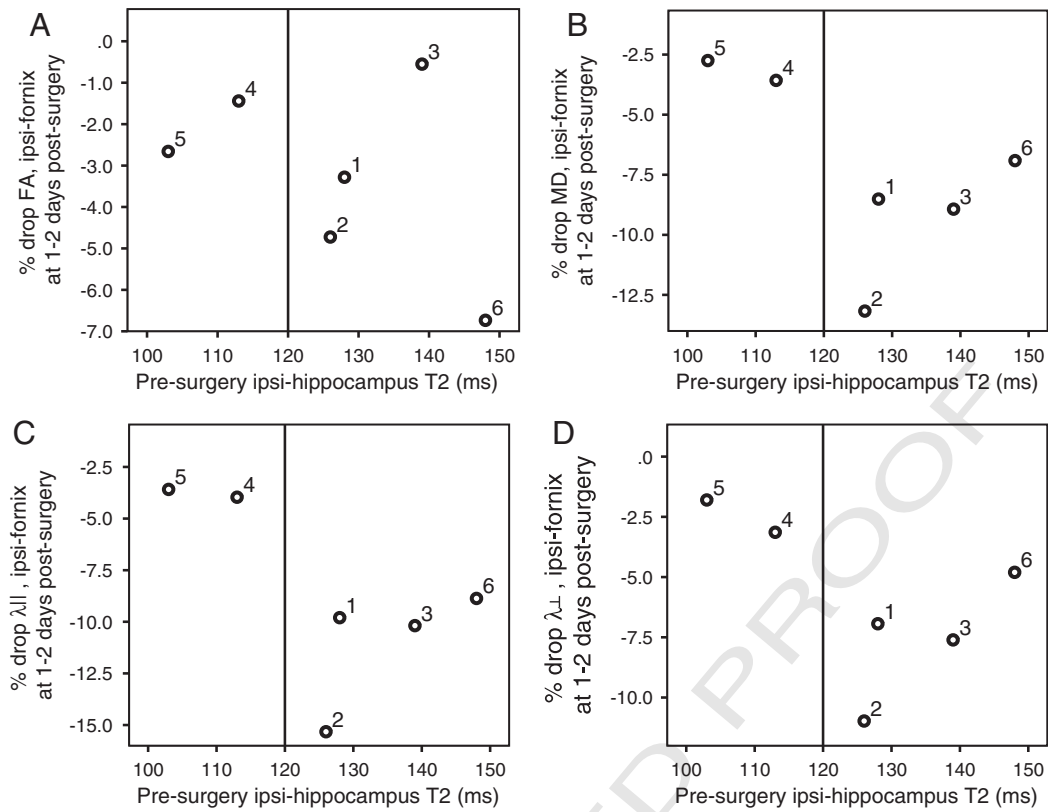 A
% drop FA, ipsi-fornix
at 1-2 days post-surgery
.0
-1.0
-2.0
-3.0
-4.0
-5.0
-6.0
-7.0
5
4
3
1
2
6
100 110 120 130 140 150
Pre-surgery ipsi-hippocampus T2 (ms)
B
% drop MD, ipsi-fornix
at 1-2 days post-surgery
-2.5
-5.0
-7.5
-10.0
-12.5
5
4
6
1
3
2
100 110 120 130 140 150
Pre-surgery ipsi-hippocampus T2 (ms)
C
% drop λ||, ipsi-fornix
at 1-2 days post-surgery
-2.5
-5.0
-7.5
-10.0
-12.5
-15.0
5
4
6
1
3
2
100 110 120 130 140 150
Pre-surgery ipsi-hippocampus T2 (ms)
D
% drop λ⊥, ipsi-fornix
at 1-2 days post-surgery
.0
-2.5
-5.0
-7.5
-10.0
5
4
6
1
3
2
100 110 120 130 140 150
Pre-surgery ipsi-hippocampus T2 (ms)
ED PROOF